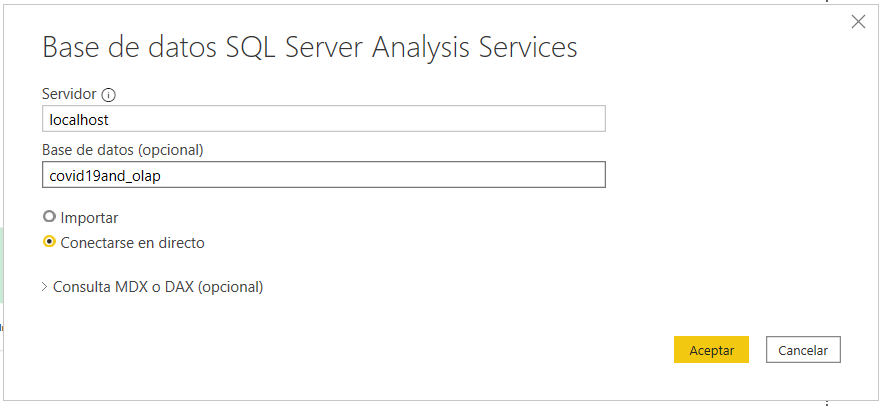 Base de datos SQL Server Analysis Services
Servidor
localhost
Base de datos (opcional)
covid19and_olap
Importar
Conectarse en directo
Consulta MDX o DAX (opcional)
Aceptar Cancelar